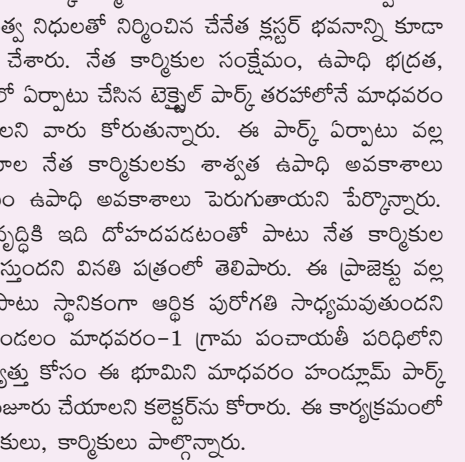 త్వ నిధులతో నిర్మించిన చేనేత క్లస్టర్ భవనాన్ని కూడా
చేశారు. నేత కార్మికుల సంక్షేమం, ఉపాధి భద్రత,
లో ఏర్పాటు చేసిన టెక్స్టైల్ పార్క్ తరహాలోనే మాధవరం
లని వారు కోరుతున్నారు. ఈ పార్క్ ఏర్పాటు వల్ల
నేత కార్మికులకు శాశ్వత ఉపాధి అవకాశాలు
ఉపాధి అవకాశాలు పెరుగుతాయని పేర్కొన్నారు.
వృద్ధికి ఇది దోహదపడటంతో పాటు నేత కార్మికుల
స్తుందని వినతి పత్రంలో తెలిపారు. ఈ ప్రాజెక్టు వల్ల
పాటు స్థానికంగా ఆర్థిక పురోగతి సాధ్యమవుతుందని
మాధవరం-1 గ్రామ పంచాయతీ పరిధిలోని
కోసం ఈ భూమిని మాధవరం హండ్లూమ్ పార్క్
చేయాలని కలెక్టర్‌ను కోరారు. ఈ కార్యక్రమంలో
కార్మికులు పాల్గొన్నారు.